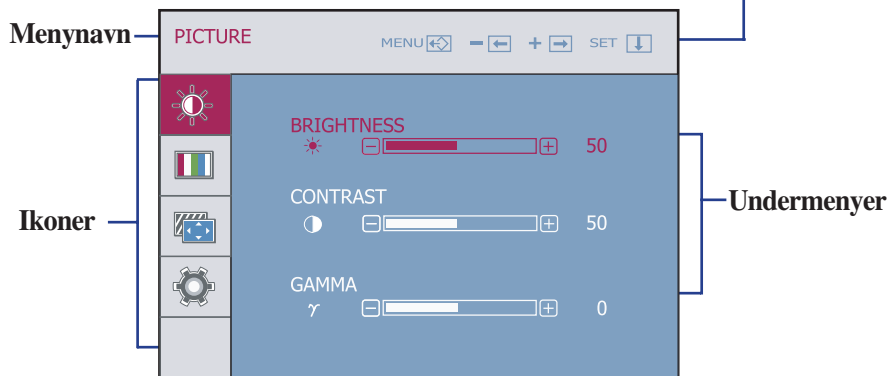 Menynavn
PICTURE MENU − + SET
BRIGHTNESS
50
CONTRAST
50
Ikoner
Undermenyer
GAMMA
γ 0